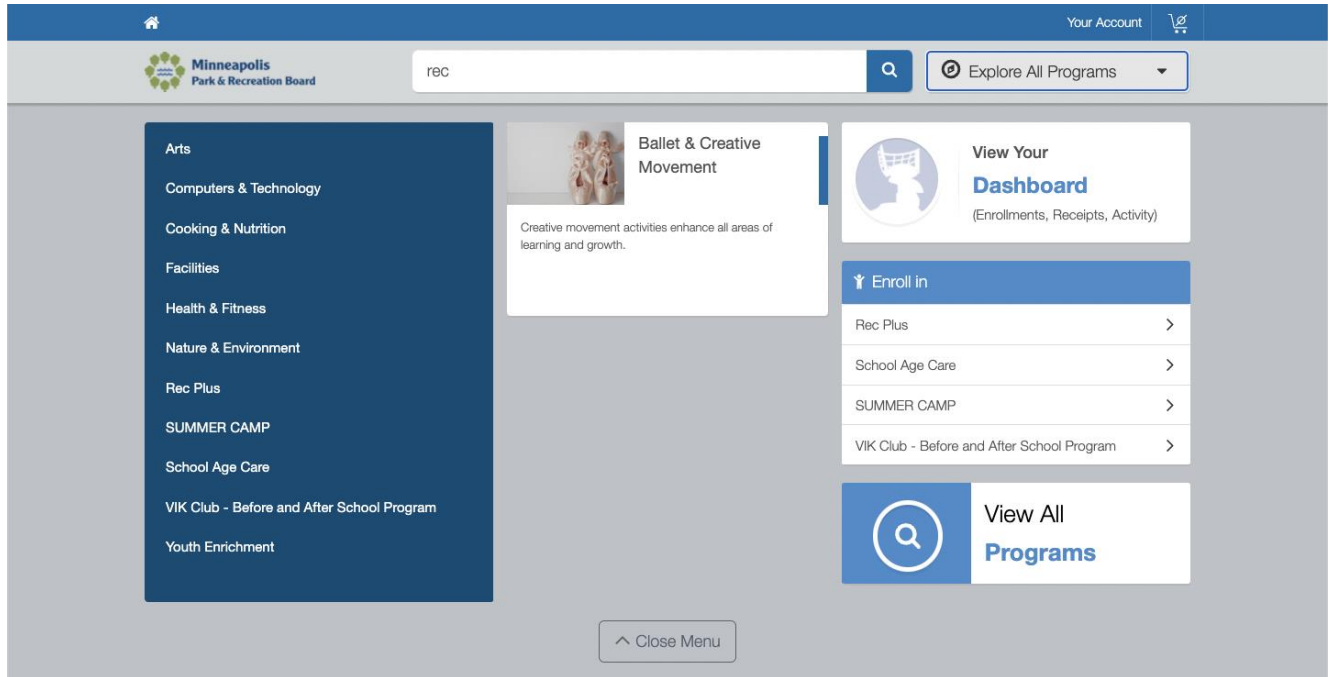 Your Account
Minneapolis
Park & Recreation Board
rec
Explore All Programs
Arts
Computers & Technology
Cooking & Nutrition
Facilities
Health & Fitness
Nature & Environment
Rec Plus
SUMMER CAMP
School Age Care
VIK Club - Before and After School Program
Youth Enrichment
Ballet & Creative
Movement
Creative movement activities enhance all areas of
learning and growth.
View Your
Dashboard
(Enrollments, Receipts, Activity)
Enroll in
Rec Plus
School Age Care
SUMMER CAMP
VIK Club - Before and After School Program
View All
Programs
Close Menu